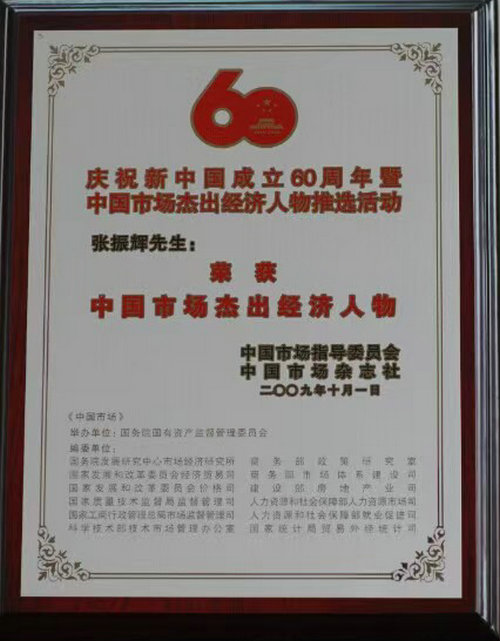 60
庆祝新中国成立60周年暨
中国市场杰出经济人物推选活动
张振辉先生：
荣获
中国市场杰出经济人物
中国市场指导委员会
中国市场杂志社
二〇〇九年十月一日
《中国市场》
举办单位：国务院国有资产监督管理委员会
编委单位：
国务院发展研究中心市场经济研究所 商务部政策研究室
国家发展和改革委员会经济贸易司 商务部市场体系建设司
国家发展和改革委员会价格司 建设部房地产业司
国家质量技术监督局监督管理司 人力资源和社会保障部人力资源市场司
国家工商行政管理总局市场监督管理司 人力资源和社会保障部就业促进司
科学技术部技术市场管理办公室 国家统计局贸易外经统计司